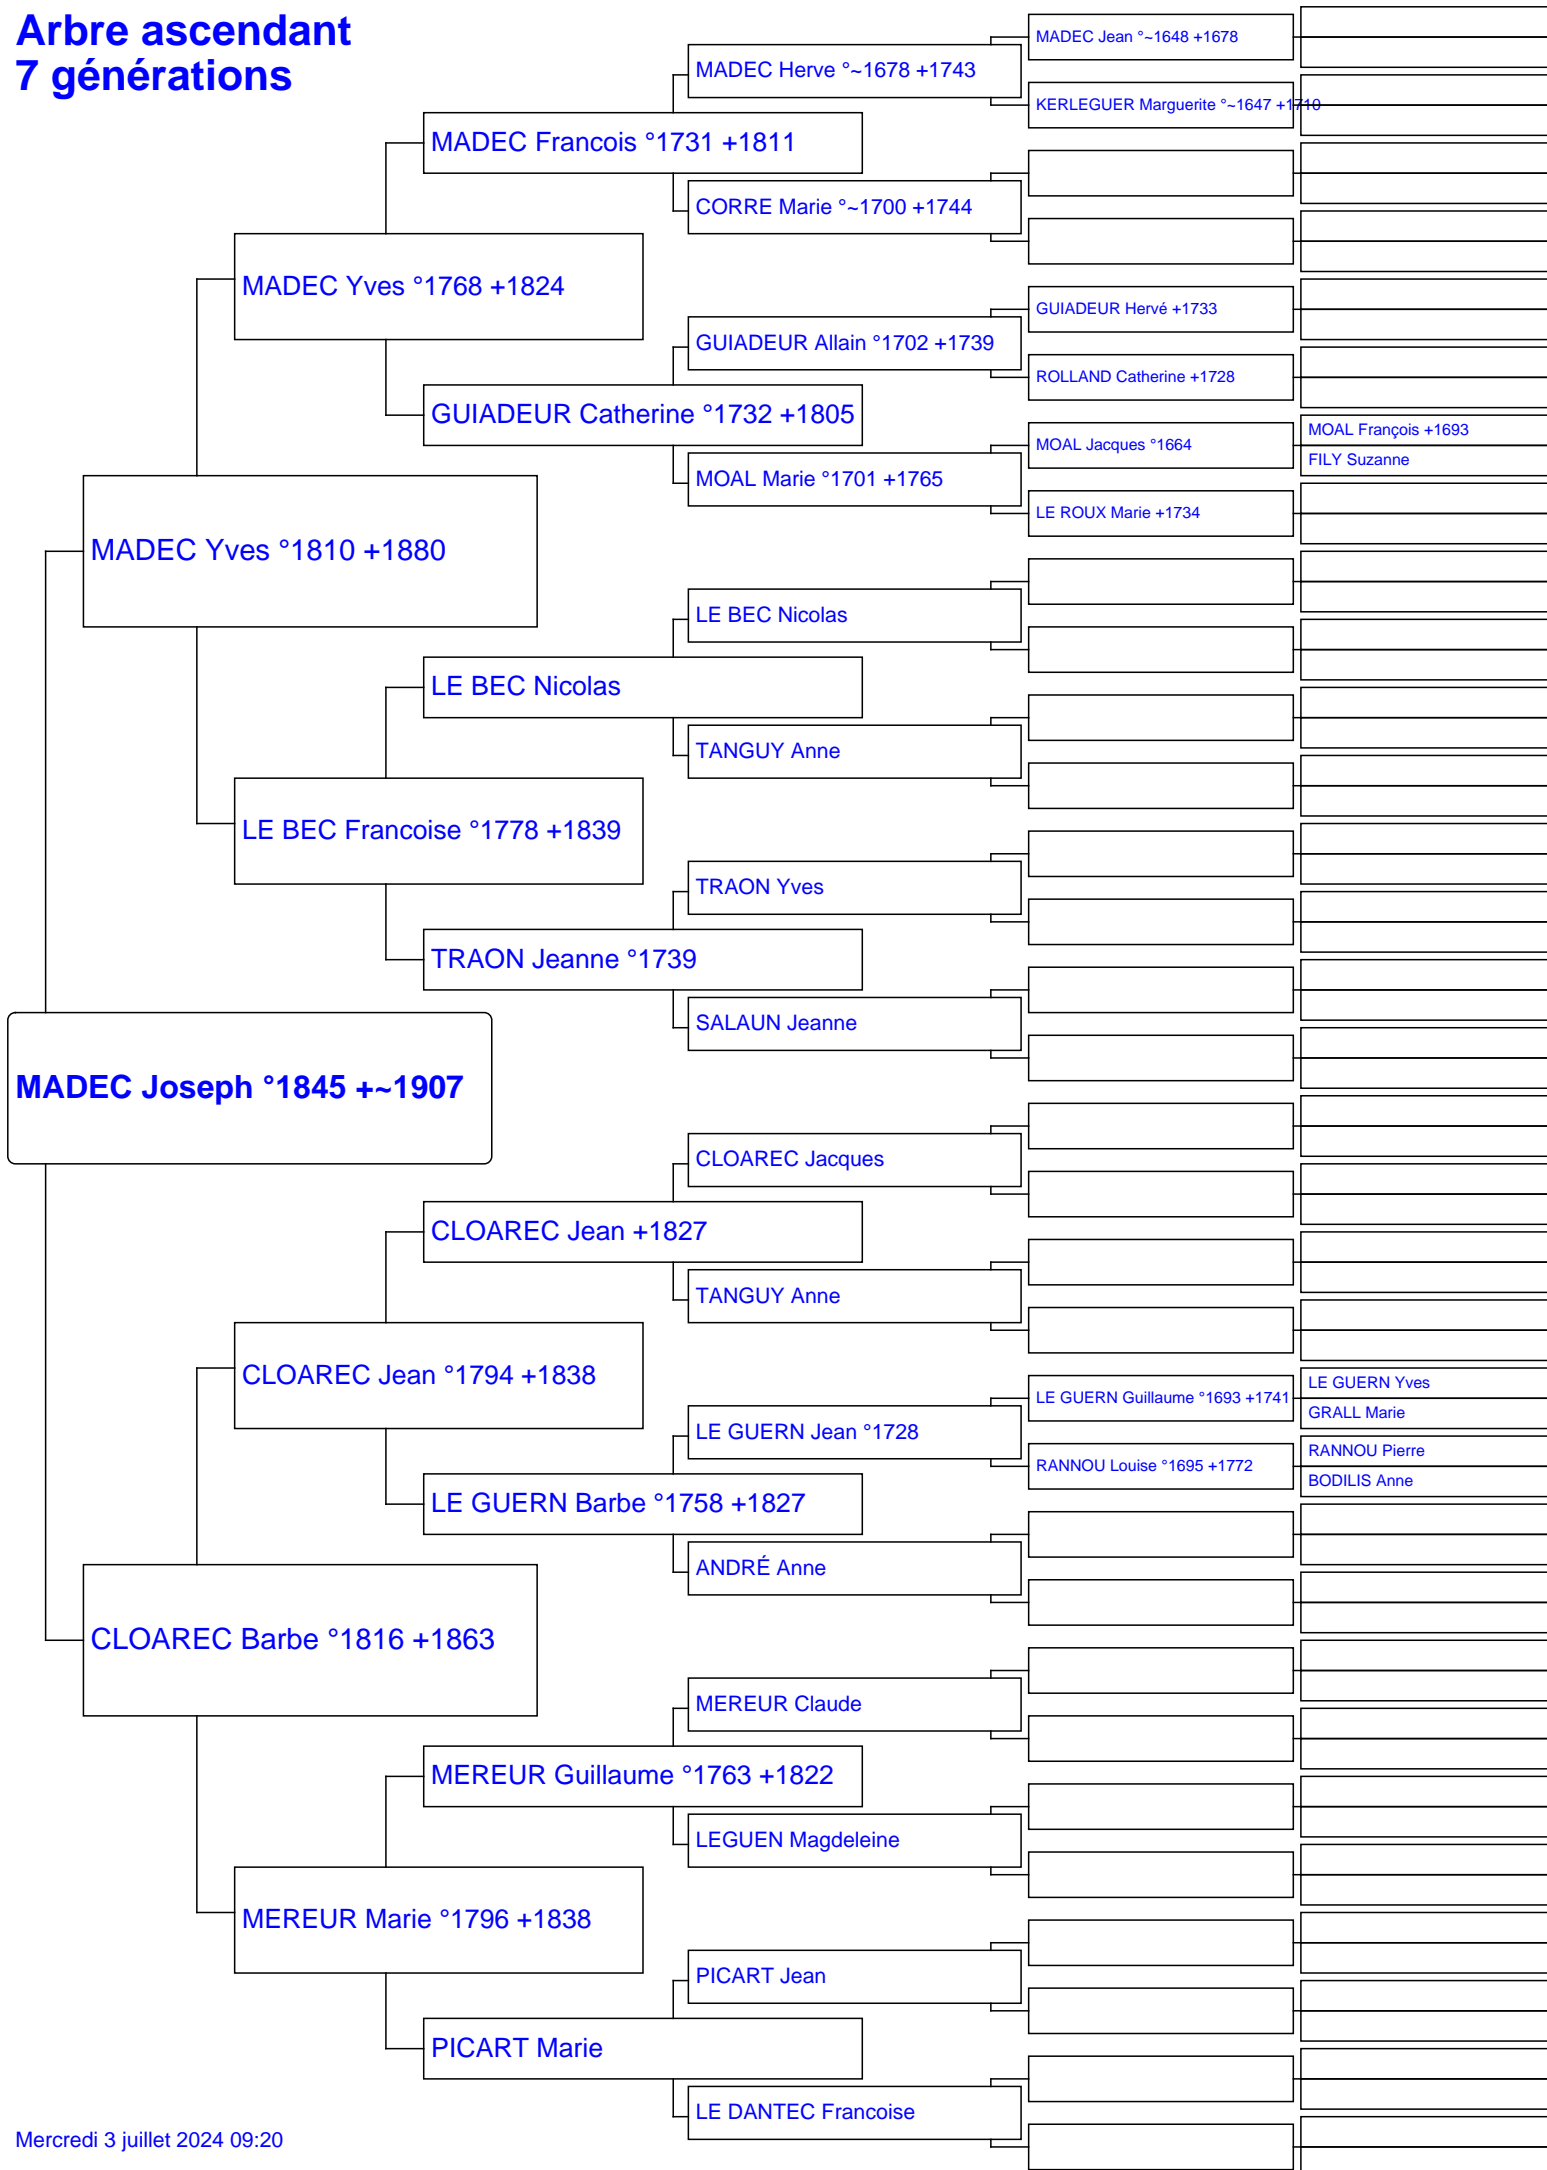 Arbre ascendant
7 générations
MADEC Joseph °1845 +~1907
MADEC Yves °1810 +1880
CLOAREC Barbe °1816 +1863
MADEC Yves °1768 +1824
LE BEC Francoise °1778 +1839
CLOAREC Jean °1794 +1838
MEREUR Marie °1796 +1838
MADEC Francois °1731 +1811
GUIADEUR Catherine °1732 +1805
LE BEC Nicolas
TRAON Jeanne °1739
CLOAREC Jean +1827
LE GUERN Barbe °1758 +1827
MEREUR Guillaume °1763 +1822
PICART Marie
MADEC Herve °~1678 +1743
CORRE Marie °~1700 +1744
GUIADEUR Allain °1702 +1739
MOAL Marie °1701 +1765
LE BEC Nicolas
TANGUY Anne
TRAON Yves
SALAUN Jeanne
CLOAREC Jacques
TANGUY Anne
LE GUERN Jean °1728
ANDRÉ Anne
MEREUR Claude
LEGUEN Magdeleine
PICART Jean
LE DANTEC Francoise
MADEC Jean °~1648 +1678
KERLEGUER Marguerite °~1647 +1710
GUIADEUR Hervé +1733
ROLLAND Catherine +1728
MOAL Jacques °1664
LE ROUX Marie +1734
LE GUERN Guillaume °1693 +1741
RANNOU Louise °1695 +1772
MOAL François +1693
FILY Suzanne
LE GUERN Yves
GRALL Marie
RANNOU Pierre
BODILIS Anne
Mercredi 3 juillet 2024 09:20